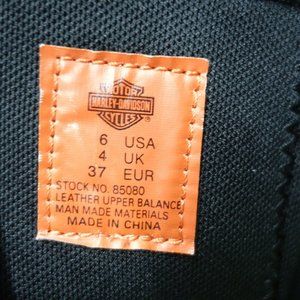 MOTOR
HARLEY-DAVIDSON
CYCLES
6 USA
4 UK
37 EUR
STOCK NO. 85080
LEATHER UPPER BALANCE
MAN MADE MATERIALS
MADE IN CHINA